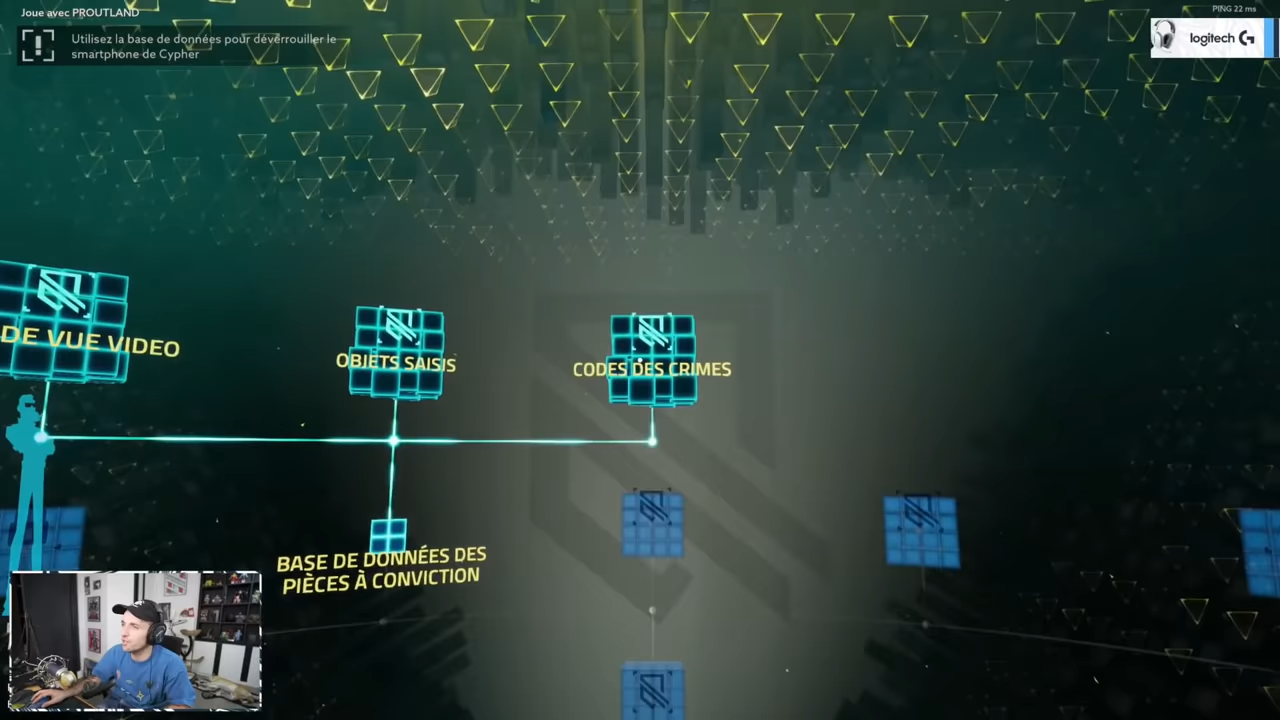 Joue avec PROUTLAND
PING 22 ms
Utilisez la base de données pour déverrouiller le
smartphone de Cypher
logitech G
DE VUE VIDEO
OBJETS SAISIS
CODES DES CRIMES
BASE DE DONNÉES DES
PIÈCES À CONVICTION